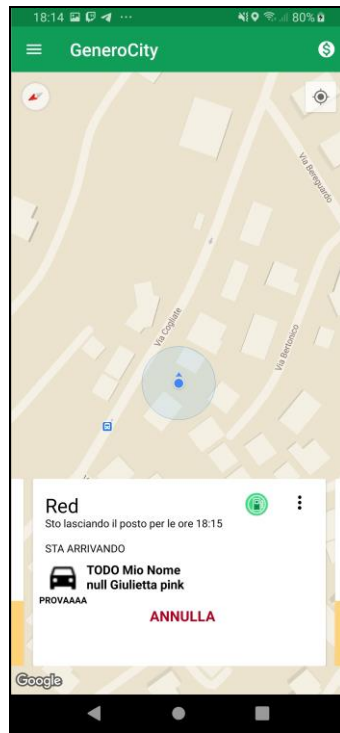 18:14
80%
GeneroCity
Via Bereguardo
Via Cogliate
Via Bertonico
Red
Sto lasciando il posto per le ore 18:15
STA ARRIVANDO
TODO Mio Nome
null Giulietta pink
PROVAAAA
ANNULLA
Google